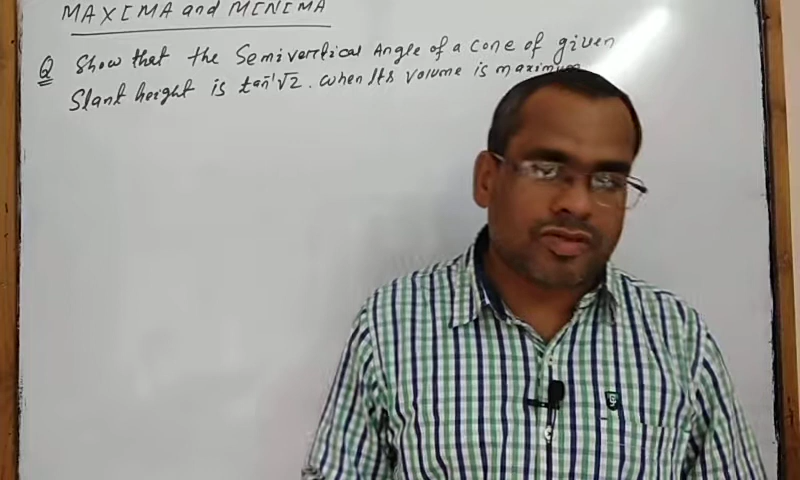 MAXIMA and MINIMA
Q Show that the Semivertical Angle of a cone of given
Slant height is tan⁻¹√2. when Its volume is maximum